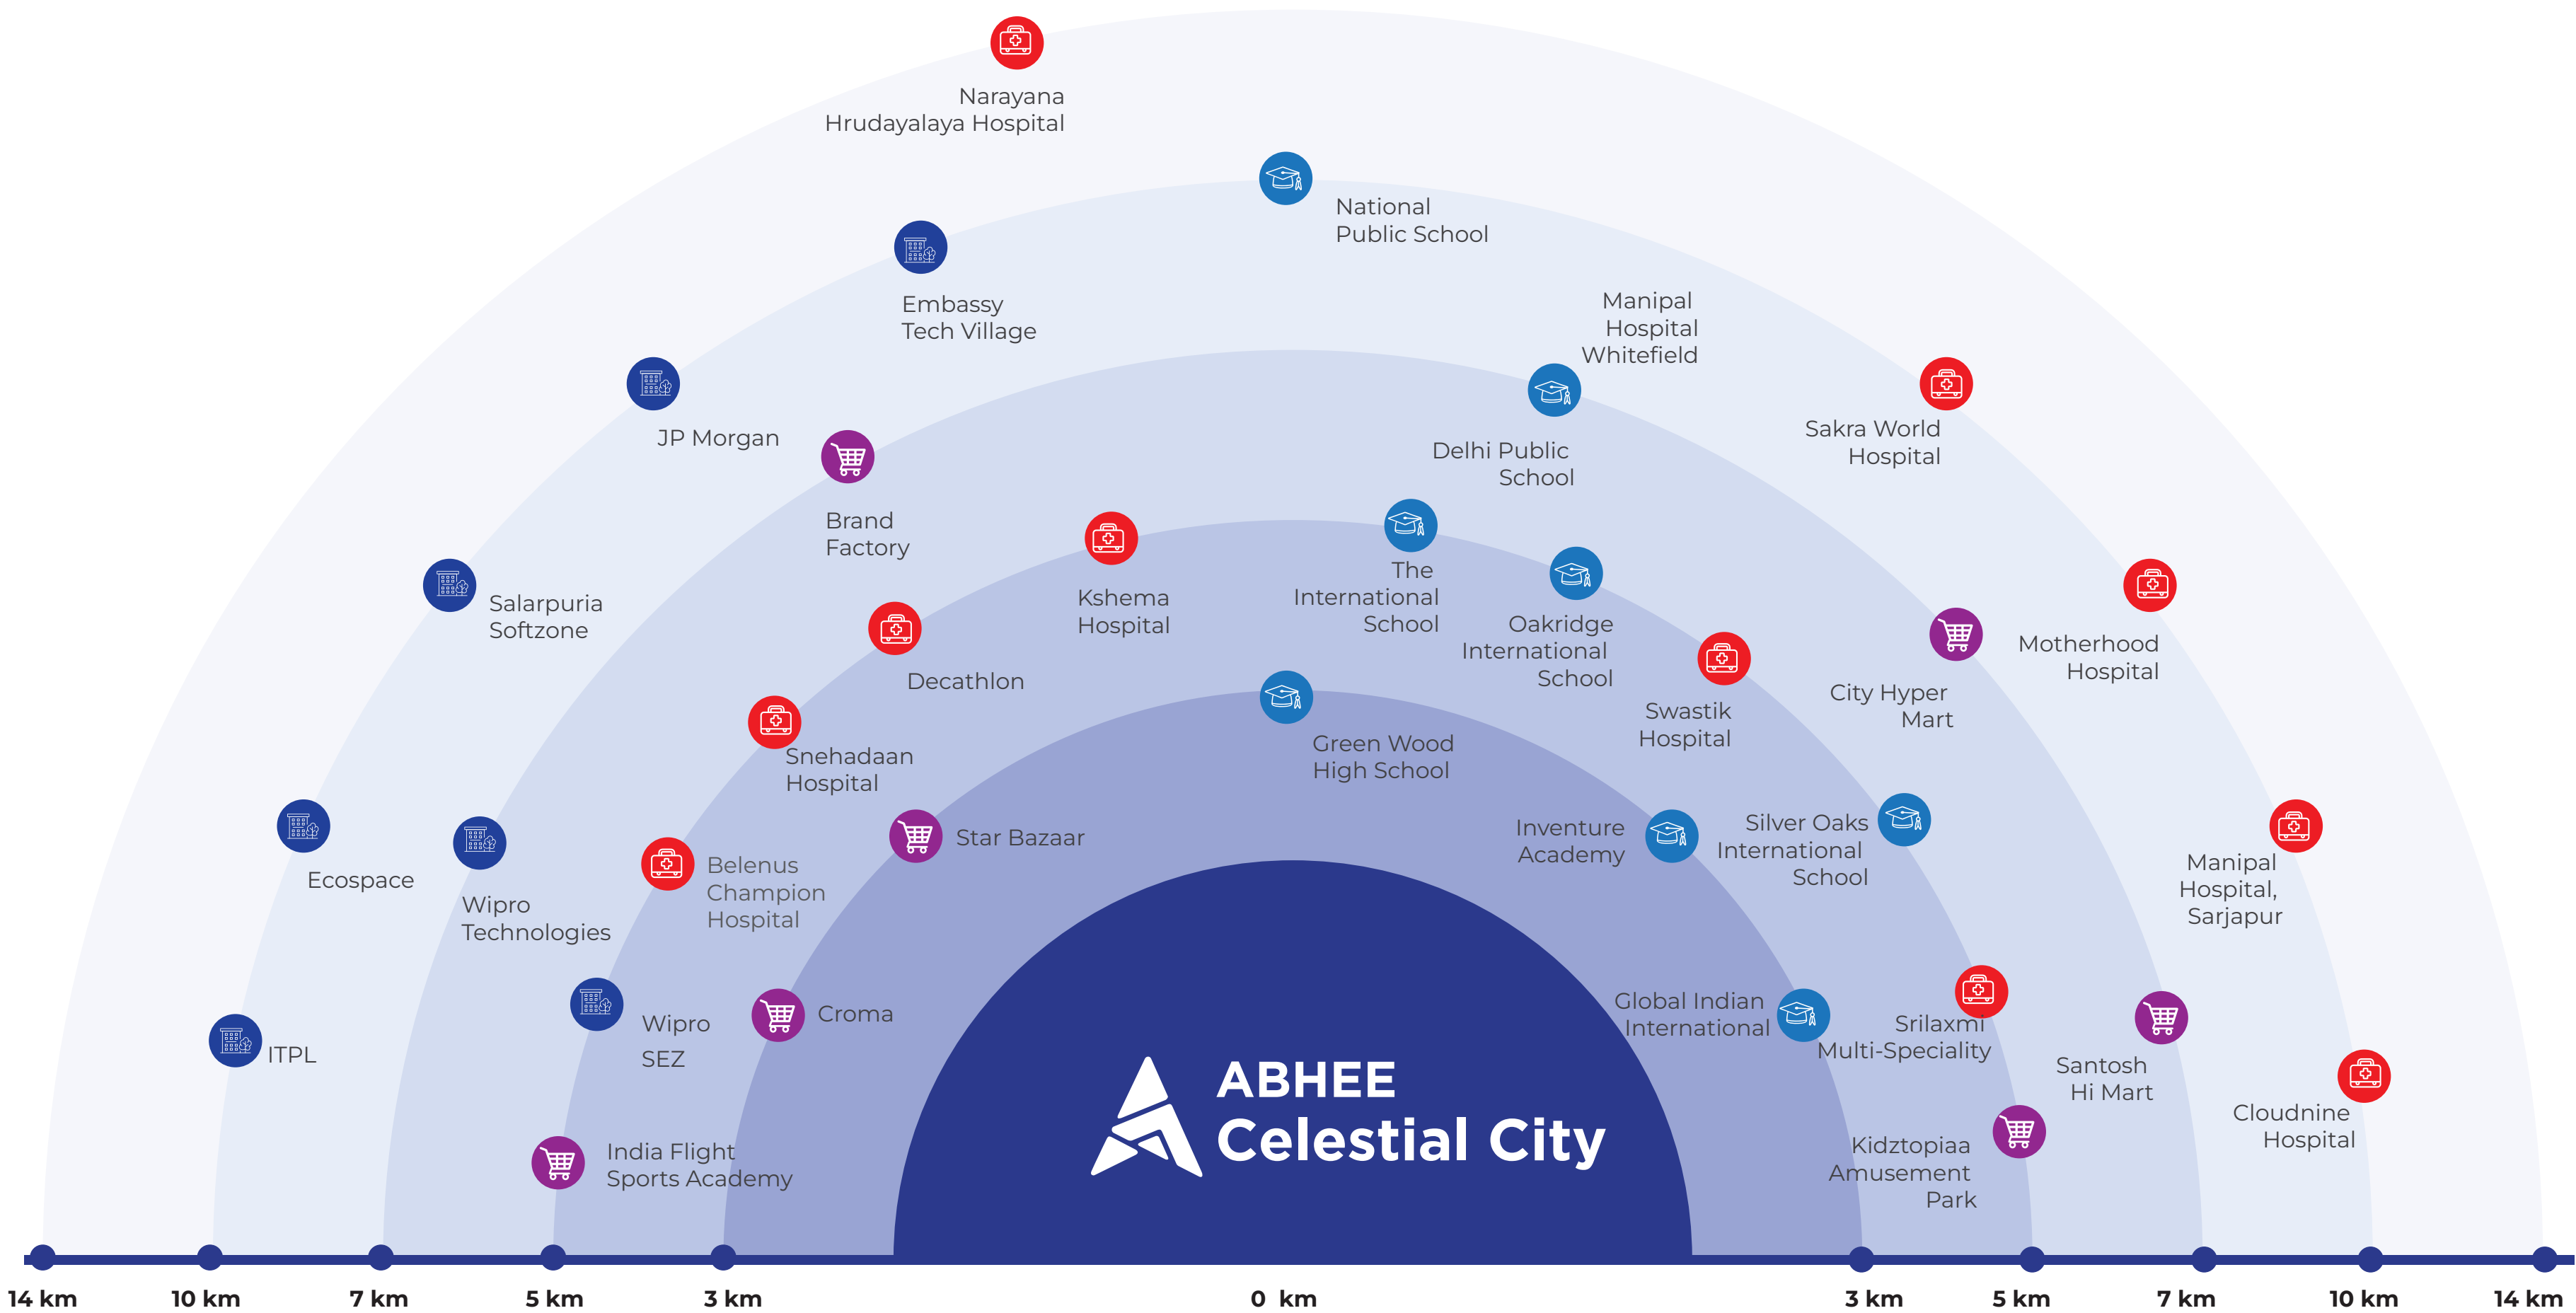 Narayana
Hrudayalaya Hospital
National
Public School
Embassy
Tech Village
Manipal
Hospital
Whitefield
JP Morgan
Sakra World
Hospital
Delhi Public
School
Brand
Factory
The
International
School
Kshema
Hospital
Salarpuria
Softzone
Oakridge
International
School
Motherhood
Hospital
Decathlon
City Hyper
Mart
Swastik
Hospital
Snehadaan
Hospital
Green Wood
High School
Star Bazaar
Inventure
Academy
Silver Oaks
International
School
Ecospace
Belenus
Champion
Hospital
Manipal
Hospital,
Sarjapur
Wipro
Technologies
Croma
Global Indian
International
Wipro
SEZ
Srilaxmi
Multi-Speciality
ITPL
Santosh
Hi Mart
ABHEE
Celestial City
Cloudnine
Hospital
India Flight
Sports Academy
Kidztopiaa
Amusement
Park
14 km 10 km 7 km 5 km 3 km 0 km 3 km 5 km 7 km 10 km 14 km